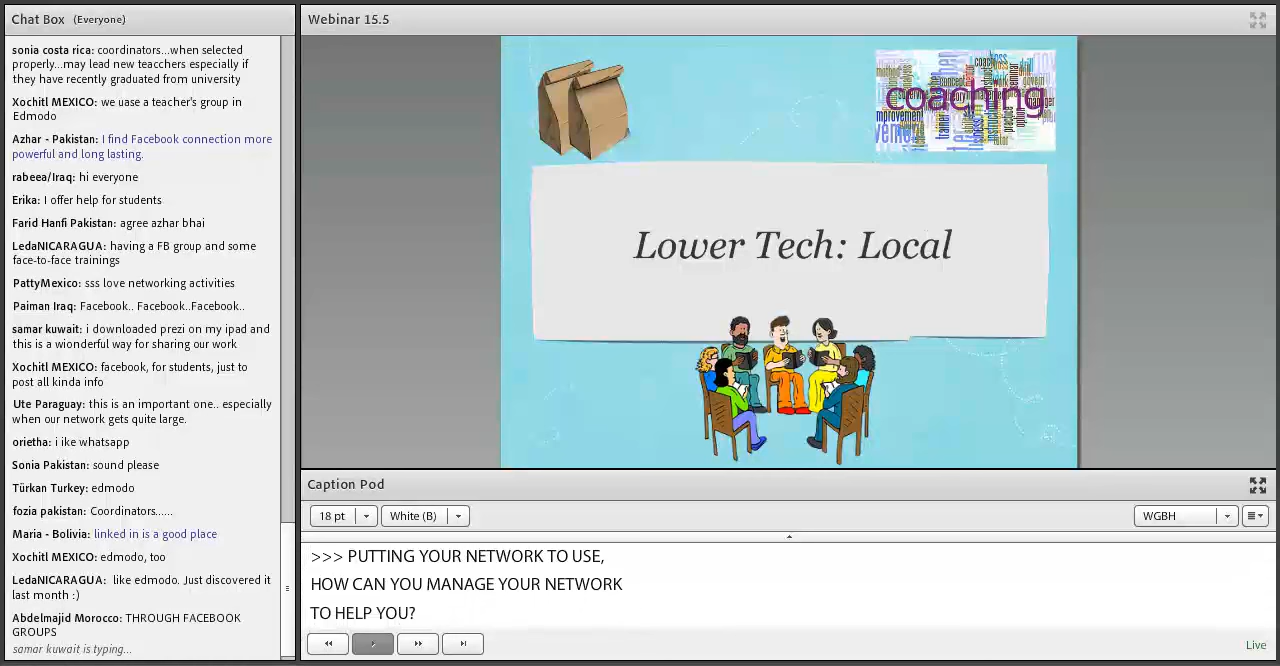 Chat Box (Everyone)
sonia costa rica: coordinators...when selected
properly...may lead new teacchers especially if
they have recently graduated from university
Xochitl MEXICO: we uase a teacher's group in
Edmodo
Azhar - Pakistan: I find Facebook connection more
powerful and long lasting.
rabeea/Iraq: hi everyone
Erika: I offer help for students
Farid Hanfi Pakistan: agree azhar bhai
LedaNICARAGUA: having a FB group and some
face-to-face trainings
PattyMexico: sss love networking activities
Paiman Iraq: Facebook.. Facebook..Facebook..
samar kuwait: i downloaded prezi on my ipad and
this is a wionderful way for sharing our work
Xochitl MEXICO: facebook, for students, just to
post all kinda info
Ute Paraguay: this is an important one.. especially
when our network gets quite large.
orietha: i ike whatsapp
Sonia Pakistan: sound please
Türkan Turkey: edmodo
fozia pakistan: Coordinators......
Maria - Bolivia: linked in is a good place
Xochitl MEXICO: edmodo, too
LedaNICARAGUA: like edmodo. Just discovered it
last month :)
Abdelmajid Morocco: THROUGH FACEBOOK
GROUPS
samar kuwait is typing...
Webinar 15.5
coaching
improvement
trainer
Lower Tech: Local
Caption Pod
18 pt
White (B)
WGBH
>>> PUTTING YOUR NETWORK TO USE,
HOW CAN YOU MANAGE YOUR NETWORK
TO HELP YOU?
Live